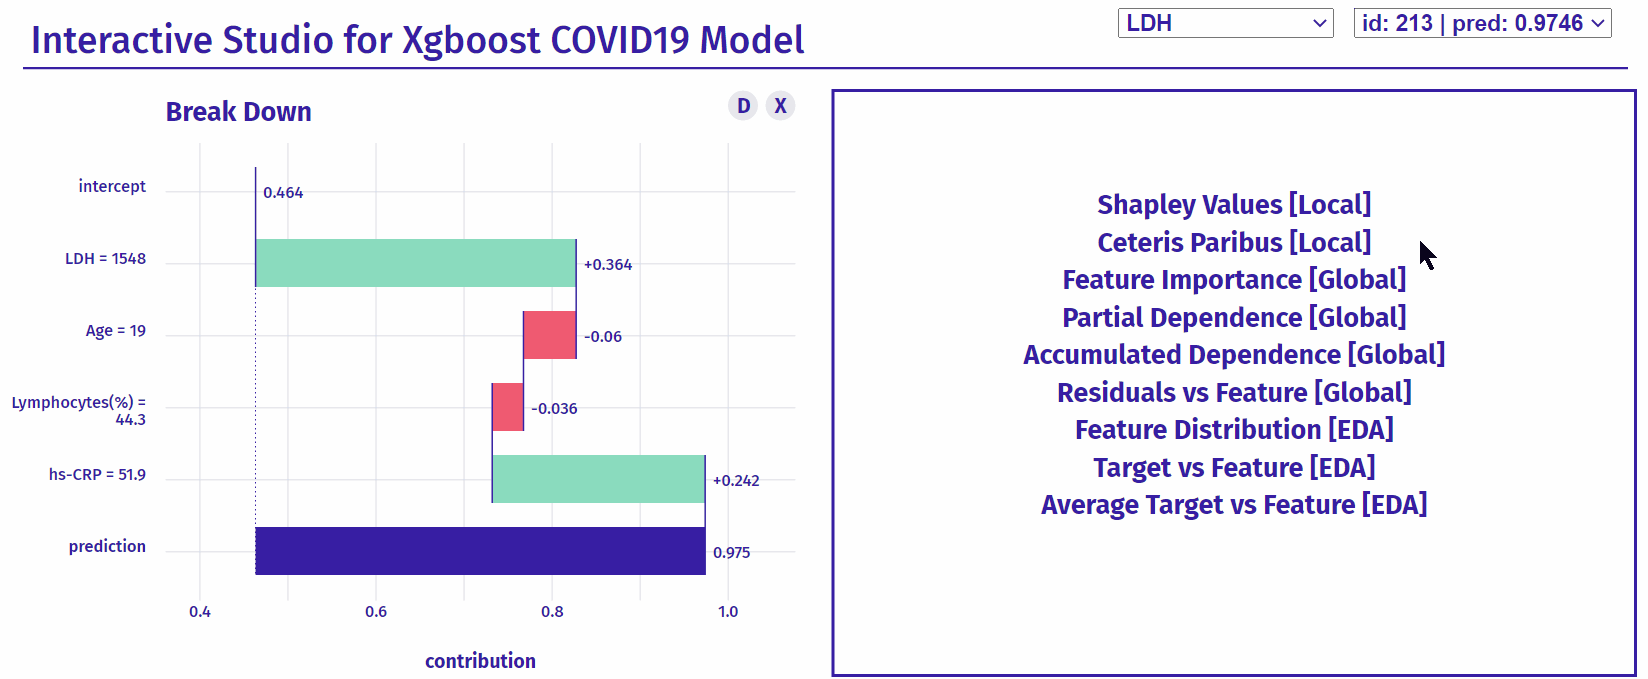 Interactive Studio for Xgboost COVID19 Model
LDH
id: 213 | pred: 0.9746
Break Down
D
X
intercept
0.464
LDH = 1548
+0.364
Age = 19
-0.06
Lymphocytes(%) =
44.3
-0.036
hs-CRP = 51.9
+0.242
prediction
0.975
0.4
0.6
0.8
1.0
contribution
Shapley Values [Local]
Ceteris Paribus [Local]
Feature Importance [Global]
Partial Dependence [Global]
Accumulated Dependence [Global]
Residuals vs Feature [Global]
Feature Distribution [EDA]
Target vs Feature [EDA]
Average Target vs Feature [EDA]